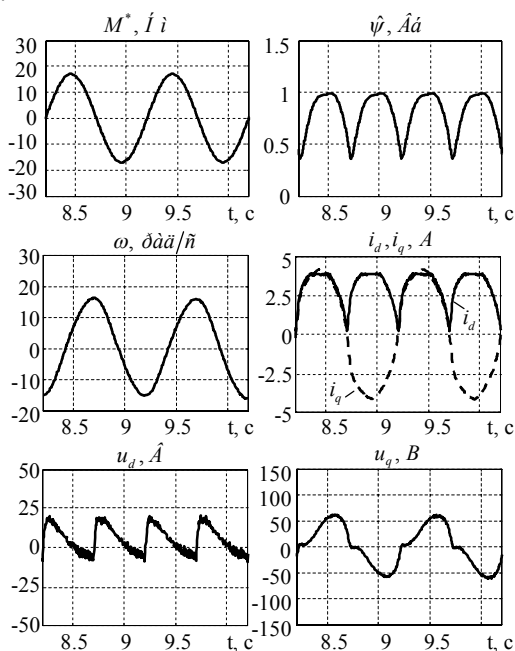 M*, Í ì
30
20
10
0
-10
-20
-30
8.5 9 9.5 t, c
ψ̂, Âá
1.5
1
0.5
0
8.5 9 9.5 t, c
ω, ðàä/ñ
30
20
10
0
-10
-20
8.5 9 9.5 t, c
i_d, i_q, A
5
2.5
0
-2.5
-5
i_d
i_q
8.5 9 9.5 t, c
u_d, Â
50
25
0
-25
-50
8.5 9 9.5 t, c
u_q, B
150
100
50
0
-50
-100
-150
8.5 9 9.5 t, c